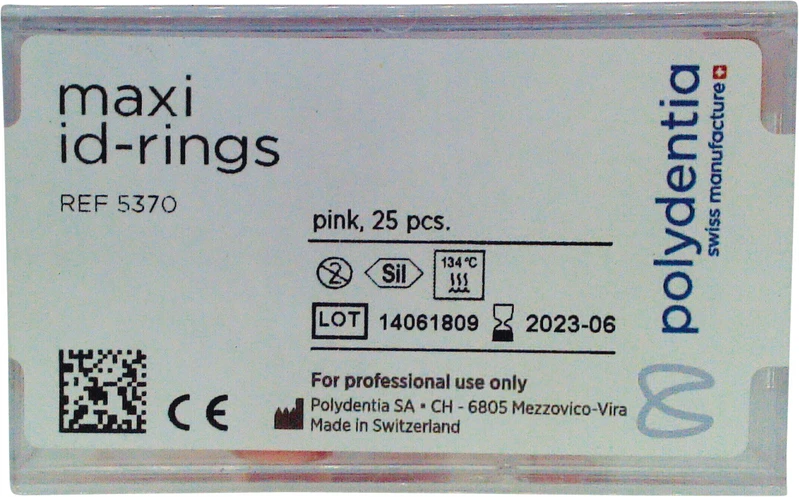 maxi
id-rings
REF 5370
pink, 25 pcs.
2 Sil 134 °C
LOT 14061809 2023-06
For professional use only
Polydentia SA • CH - 6805 Mezzovico-Vira
Made in Switzerland
CE
polydentia
swiss manufacture